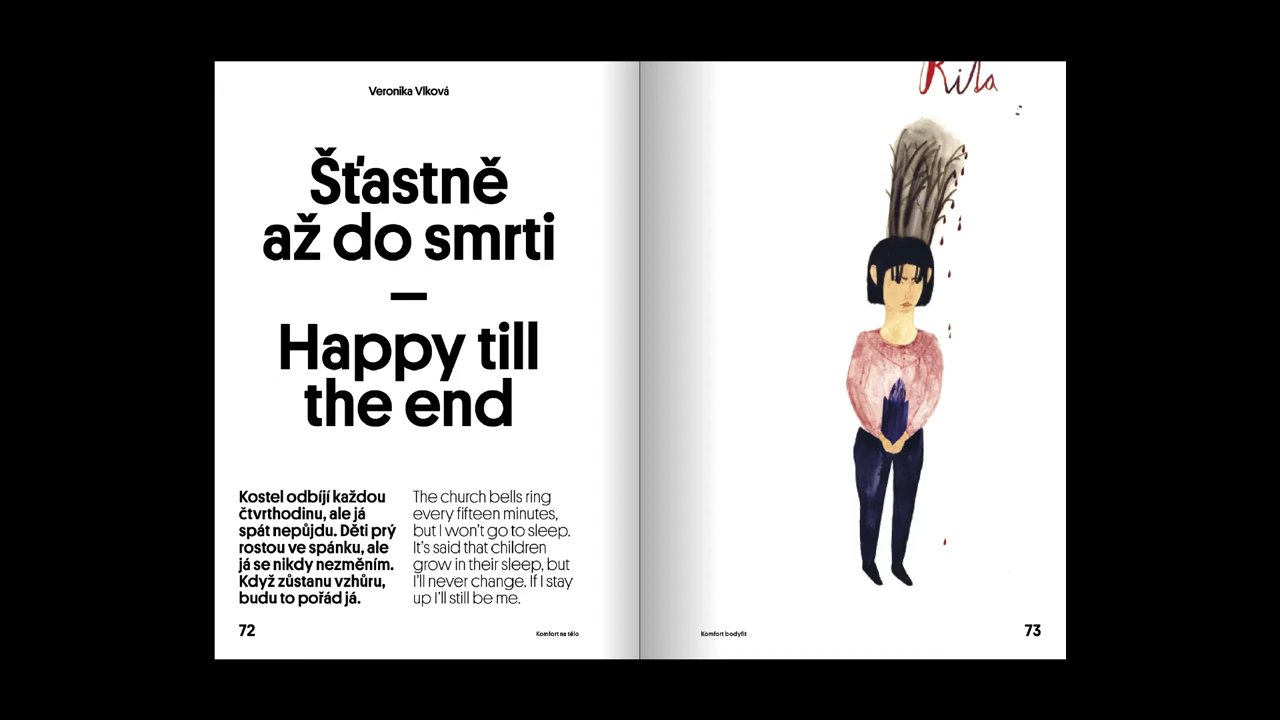 Veronika Vlková
Šťastně
až do smrti
—
Happy till
the end
Kostel odbíjí každou
čtvrthodinu, ale já
spát nepůjdu. Děti prý
rostou ve spánku, ale
já se nikdy nezměním.
Když zůstanu vzhůru,
budu to pořád já.
The church bells ring
every fifteen minutes,
but I won't go to sleep.
It's said that children
grow in their sleep, but
I'll never change. If I stay
up I'll still be me.
72
Komfort na tělo
Rita
Komfort bodyfit
73